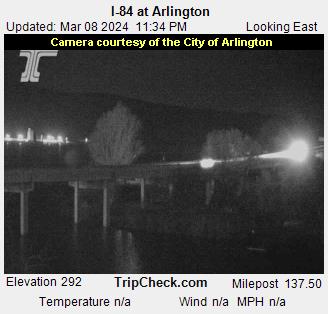 I-84 at Arlington
Updated: Mar 08 2024 11:34 PM Looking East
Camera courtesy of the City of Arlington
Elevation 292 TripCheck.com Milepost 137.50
Temperature n/a Wind n/a MPH n/a